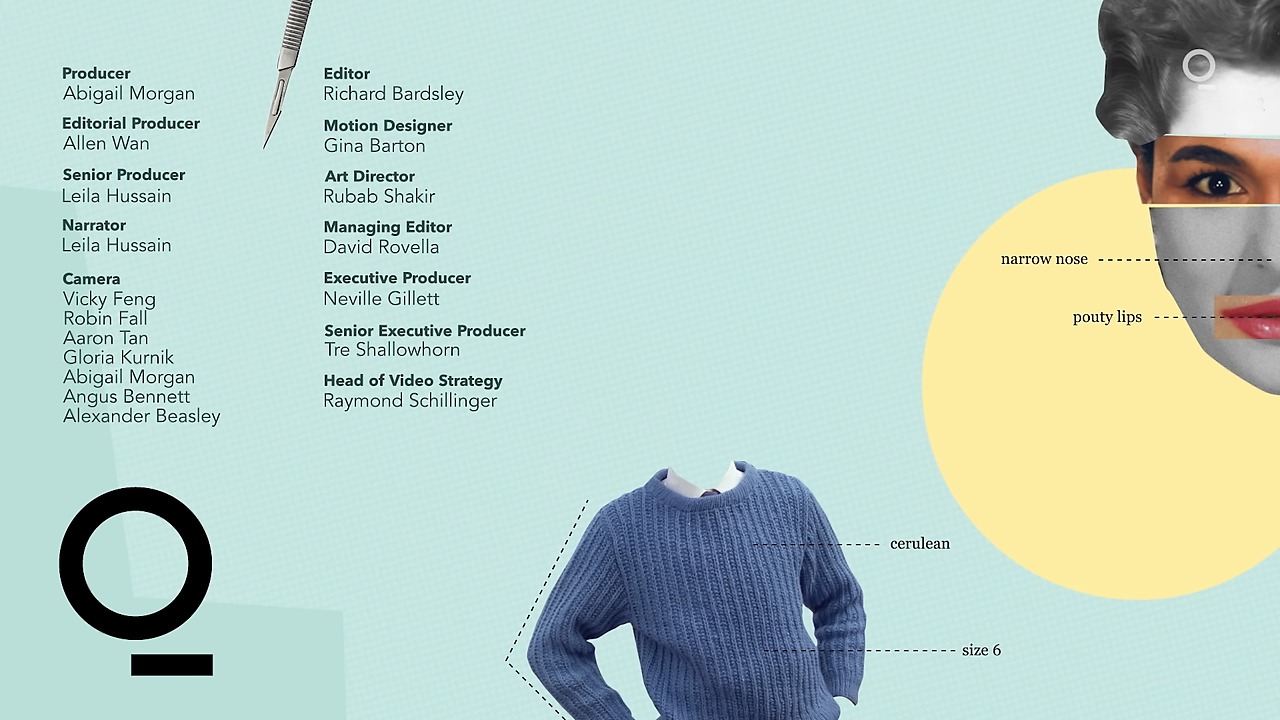 Producer
Abigail Morgan
Editorial Producer
Allen Wan
Senior Producer
Leila Hussain
Narrator
Leila Hussain
Camera
Vicky Feng
Robin Fall
Aaron Tan
Gloria Kurnik
Abigail Morgan
Angus Bennett
Alexander Beasley
Editor
Richard Bardsley
Motion Designer
Gina Barton
Art Director
Rubab Shakir
Managing Editor
David Rovella
Executive Producer
Neville Gillett
Senior Executive Producer
Tre Shallowhorn
Head of Video Strategy
Raymond Schillinger
narrow nose
pouty lips
cerulean
size 6